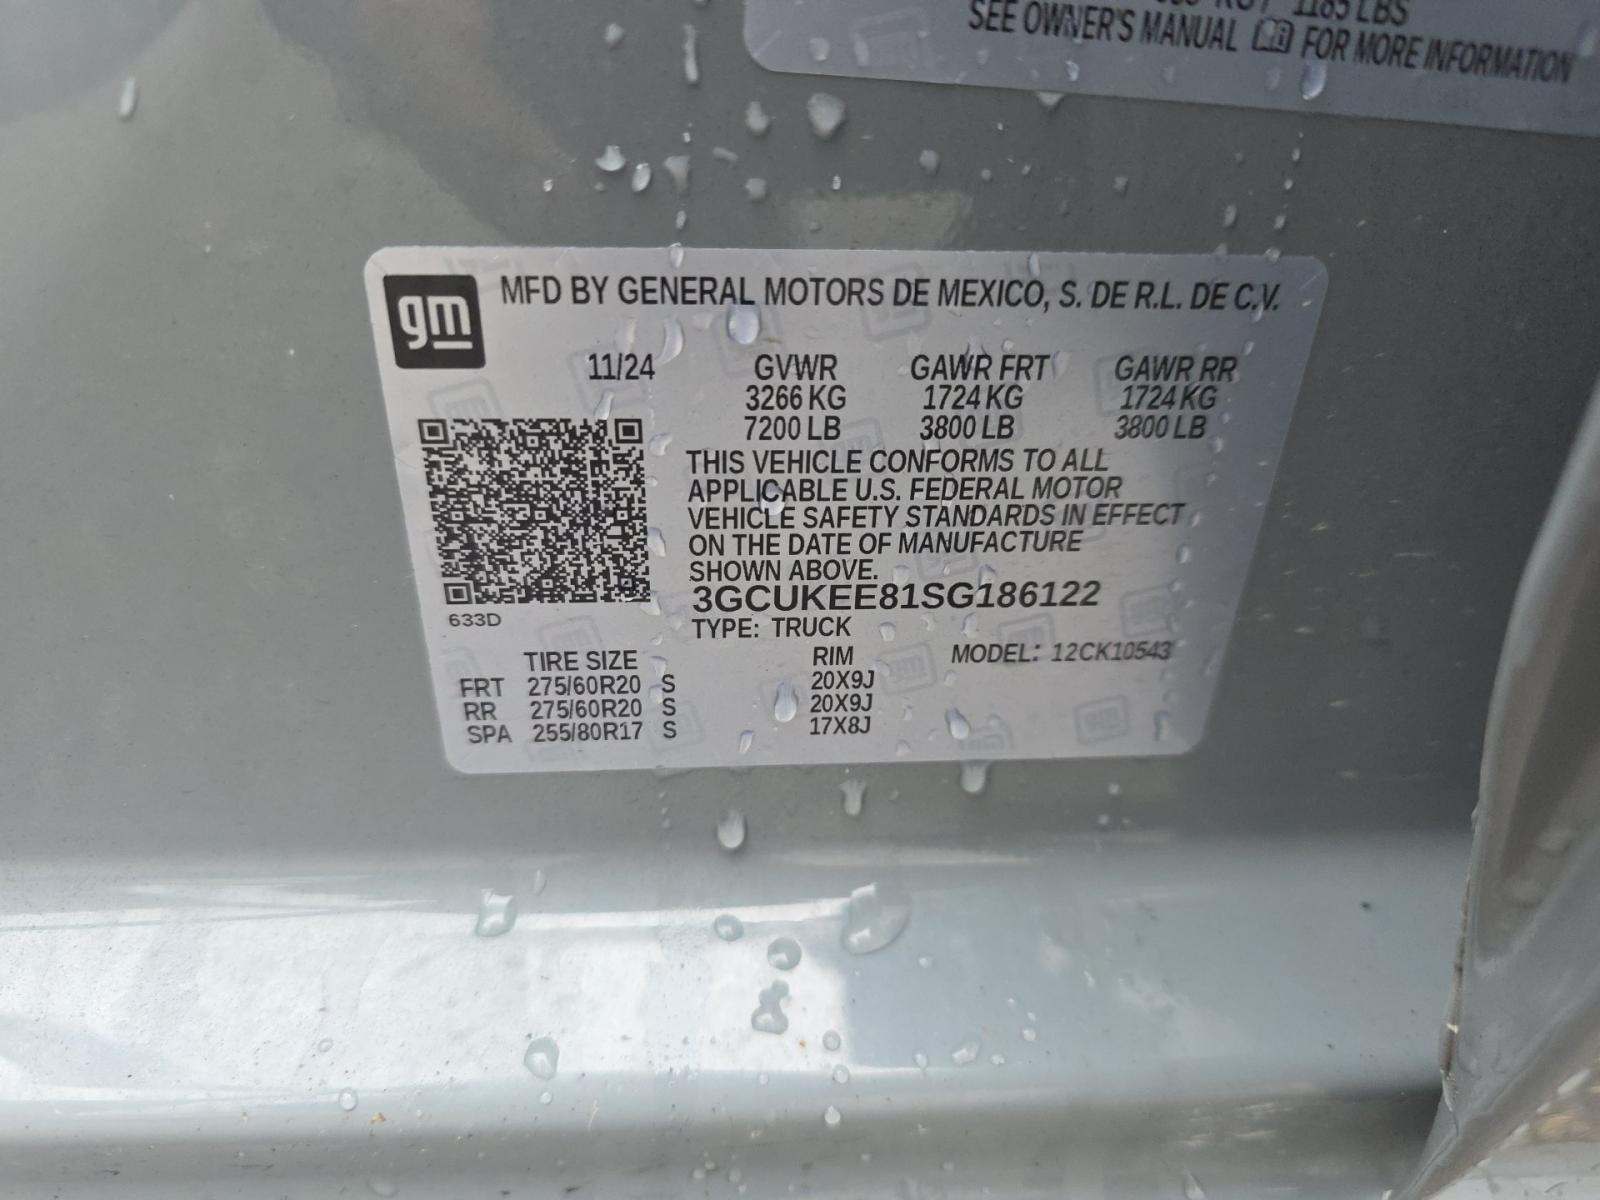 1185 LBS
SEE OWNER'S MANUAL FOR MORE INFORMATION
gm
MFD BY GENERAL MOTORS DE MEXICO, S. DE R.L. DE C.V.
11/24 GVWR GAWR FRT GAWR RR
3266 KG 1724 KG 1724 KG
7200 LB 3800 LB 3800 LB
THIS VEHICLE CONFORMS TO ALL
APPLICABLE U.S. FEDERAL MOTOR
VEHICLE SAFETY STANDARDS IN EFFECT
ON THE DATE OF MANUFACTURE
SHOWN ABOVE.
3GCUKEE81SG186122
633D
TYPE: TRUCK
TIRE SIZE RIM MODEL: 12CK10543
FRT 275/60R20 S 20X9J
RR 275/60R20 S 20X9J
SPA 255/80R17 S 17X8J